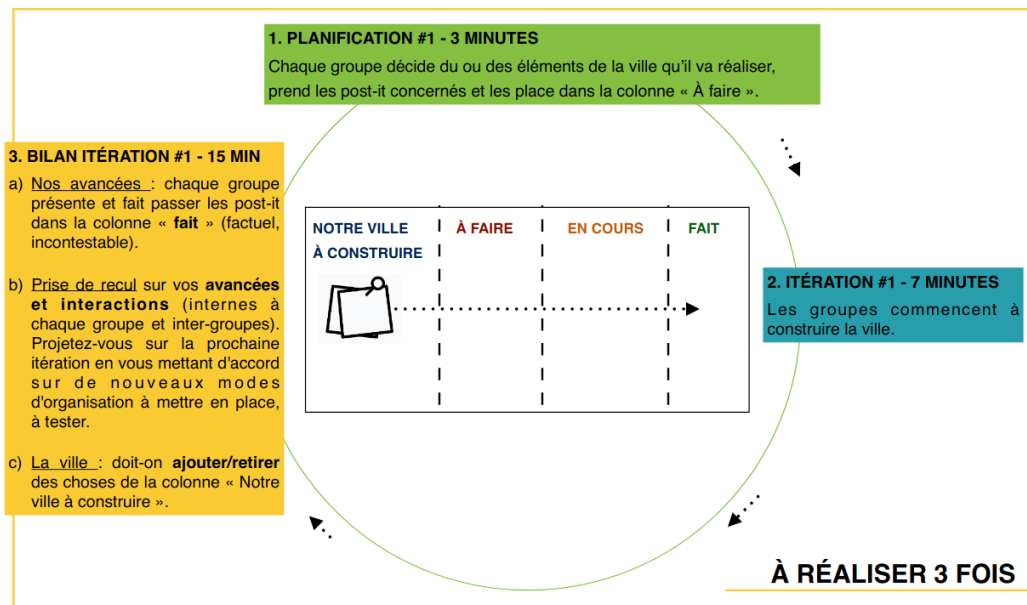 1. PLANIFICATION #1 - 3 MINUTES
Chaque groupe décide du ou des éléments de la ville qu'il va réaliser,
prend les post-it concernés et les place dans la colonne « À faire ».
3. BILAN ITÉRATION #1 - 15 MIN
a) Nos avancées : chaque groupe
présente et fait passer les post-it
dans la colonne « fait » (factuel,
incontestable).
b) Prise de recul sur vos avancées
et interactions (internes à
chaque groupe et inter-groupes).
Projetez-vous sur la prochaine
itération en vous mettant d'accord
sur de nouveaux modes
d'organisation à mettre en place,
à tester.
c) La ville : doit-on ajouter/retirer
des choses de la colonne « Notre
ville à construire ».
NOTRE VILLE
À CONSTRUIRE
À FAIRE
EN COURS
FAIT
2. ITÉRATION #1 - 7 MINUTES
Les groupes commencent à
construire la ville.
À RÉALISER 3 FOIS